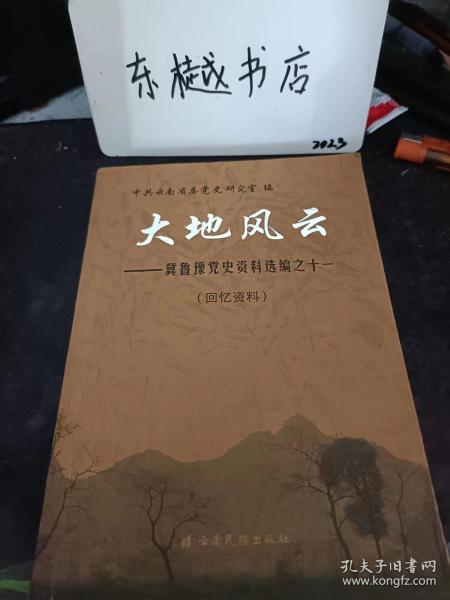 东樾书店
2023
中共云南省委党史研究室 编
大地风云
——冀鲁豫党史资料选编之十一
(回忆资料)
云南民族出版社
孔夫子旧书网
www.kongfz.com